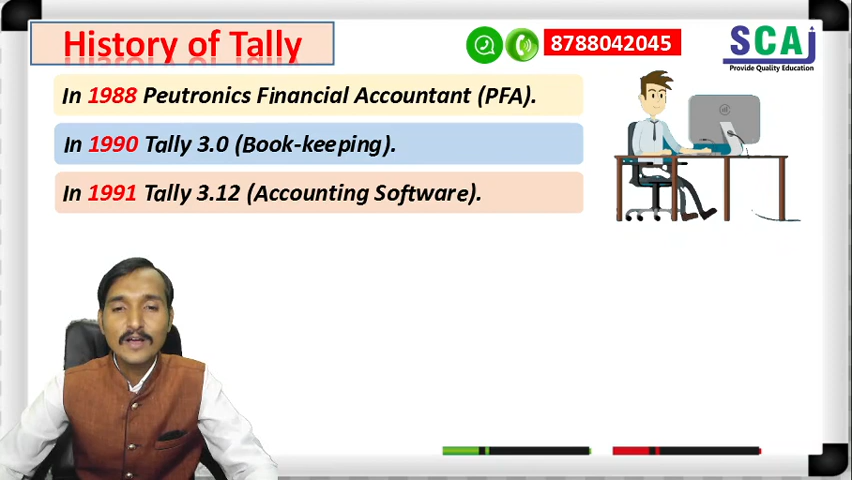 History of Tally
8788042045
SCAJ
Provide Quality Education
In 1988 Peutronics Financial Accountant (PFA).
In 1990 Tally 3.0 (Book-keeping).
In 1991 Tally 3.12 (Accounting Software).